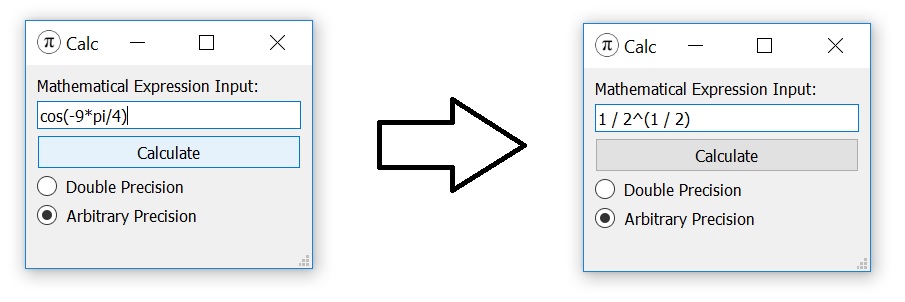 π Calc
Mathematical Expression Input:
cos(-9*pi/4)
Calculate
Double Precision
Arbitrary Precision
π Calc
Mathematical Expression Input:
1 / 2^(1 / 2)
Calculate
Double Precision
Arbitrary Precision